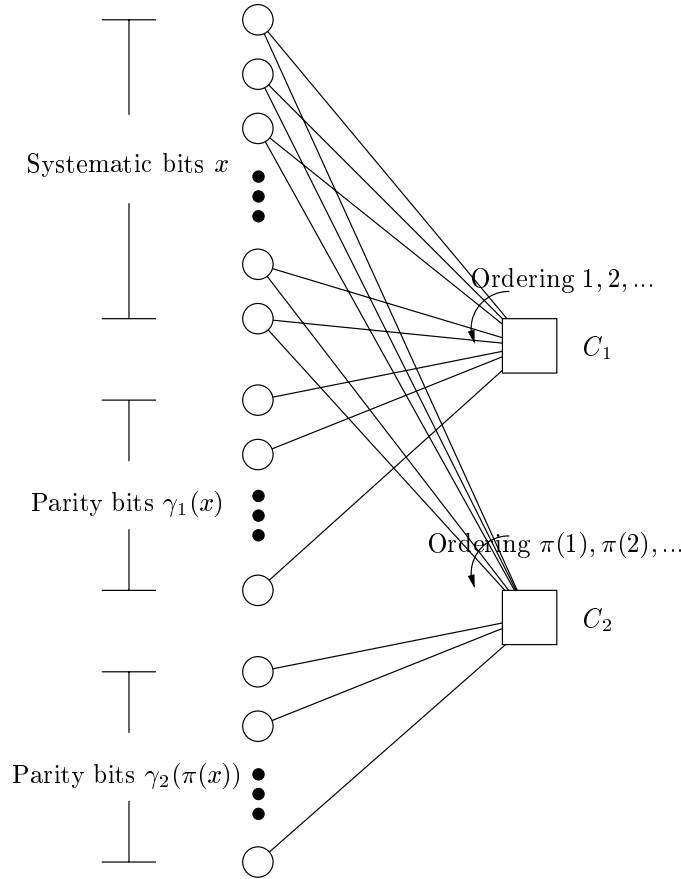 Systematic bits x
Ordering 1, 2, ...
C₁
Parity bits γ₁(x)
Ordering π(1), π(2), ...
C₂
Parity bits γ₂(π(x))